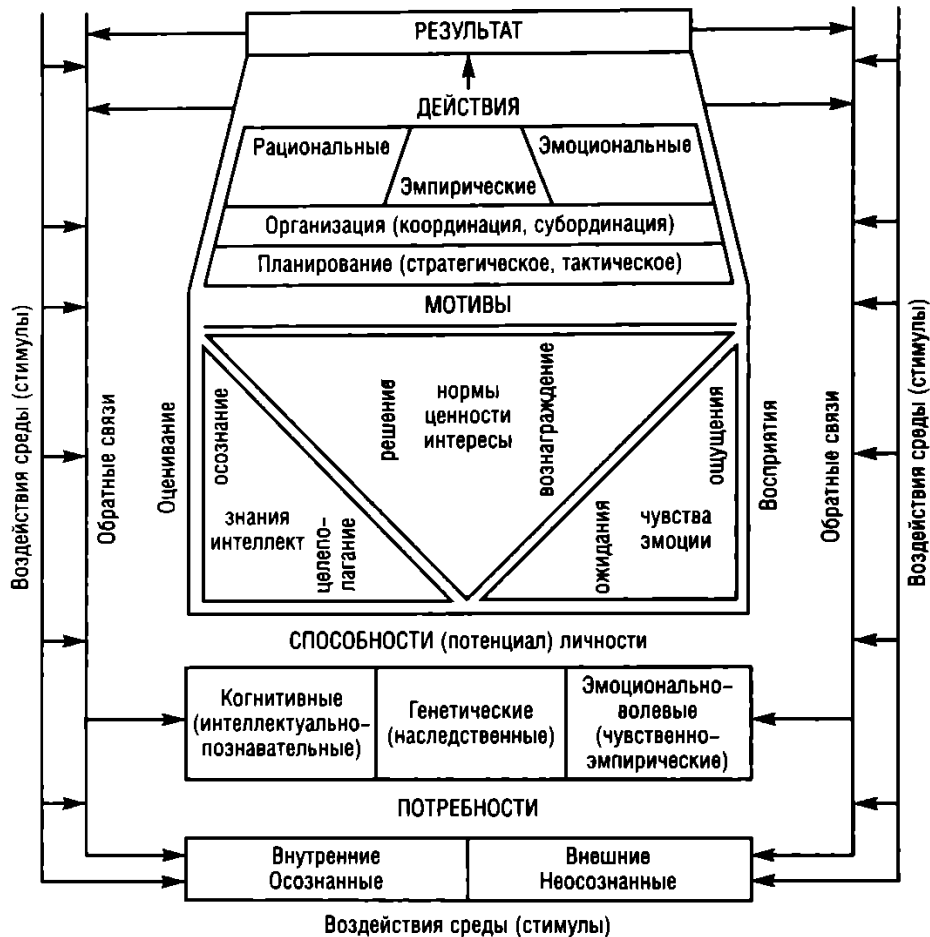 РЕЗУЛЬТАТ
ДЕЙСТВИЯ
Рациональные
Эмоциональные
Эмпирические
Организация (координация, субординация)
Планирование (стратегическое, тактическое)
МОТИВЫ
Воздействия среды (стимулы)
Обратные связи
Оценивание
осознание
знания
интеллект
целепо-
лагание
решение
нормы
ценности
интересы
вознаграждение
ожидания
чувства
эмоции
ощущения
Восприятия
Обратные связи
Воздействия среды (стимулы)
СПОСОБНОСТИ (потенциал) личности
Когнитивные
(интеллектуально-
познавательные)
Генетические
(наследственные)
Эмоционально-
волевые
(чувственно-
эмпирические)
ПОТРЕБНОСТИ
Внутренние
Осознанные
Внешние
Неосознанные
Воздействия среды (стимулы)